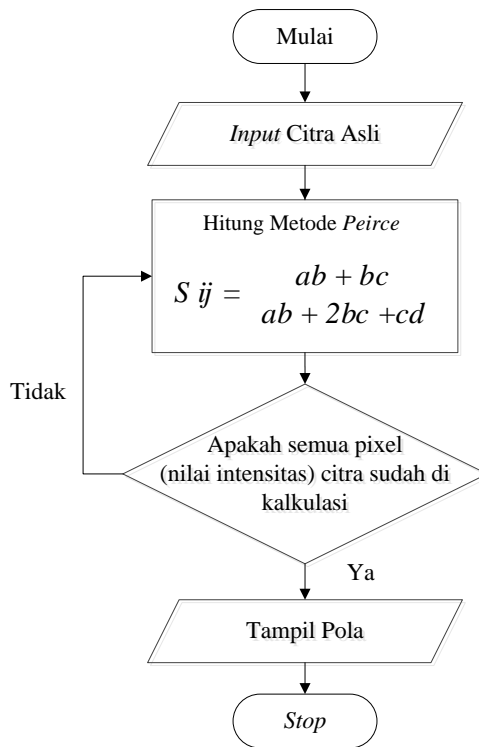 Mulai
Input Citra Asli
Hitung Metode Peirce
S ij = ab + bc
ab + 2bc +cd
Tidak
Apakah semua pixel
(nilai intensitas) citra sudah di
kalkulasi
Ya
Tampil Pola
Stop